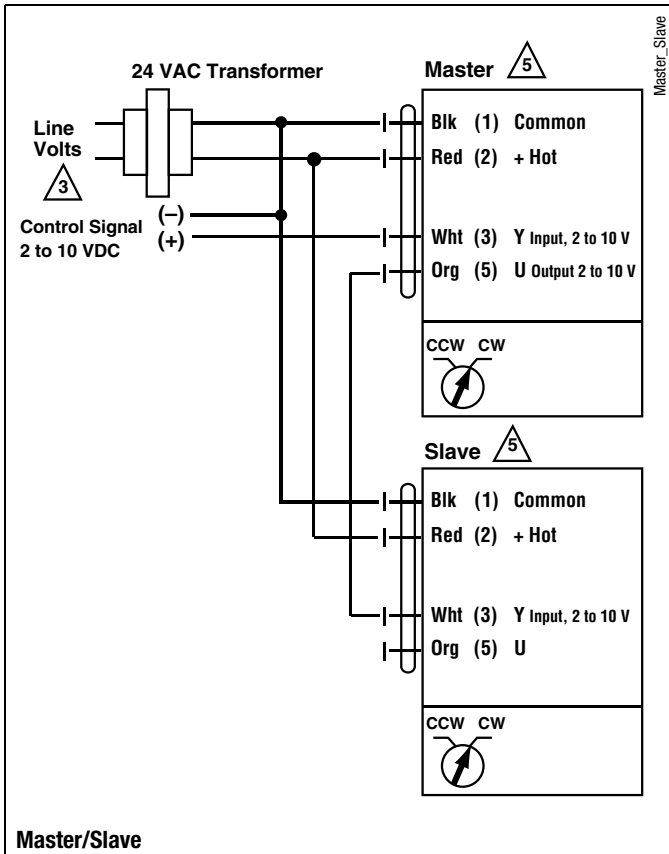 Master_Slave
24 VAC Transformer
Master 5
Line
Volts
3
Control Signal
2 to 10 VDC
(–)
(+)
Blk (1) Common
Red (2) + Hot
Wht (3) Y Input, 2 to 10 V
Org (5) U Output 2 to 10 V
CCW CW
Slave 5
Blk (1) Common
Red (2) + Hot
Wht (3) Y Input, 2 to 10 V
Org (5) U
CCW CW
Master/Slave